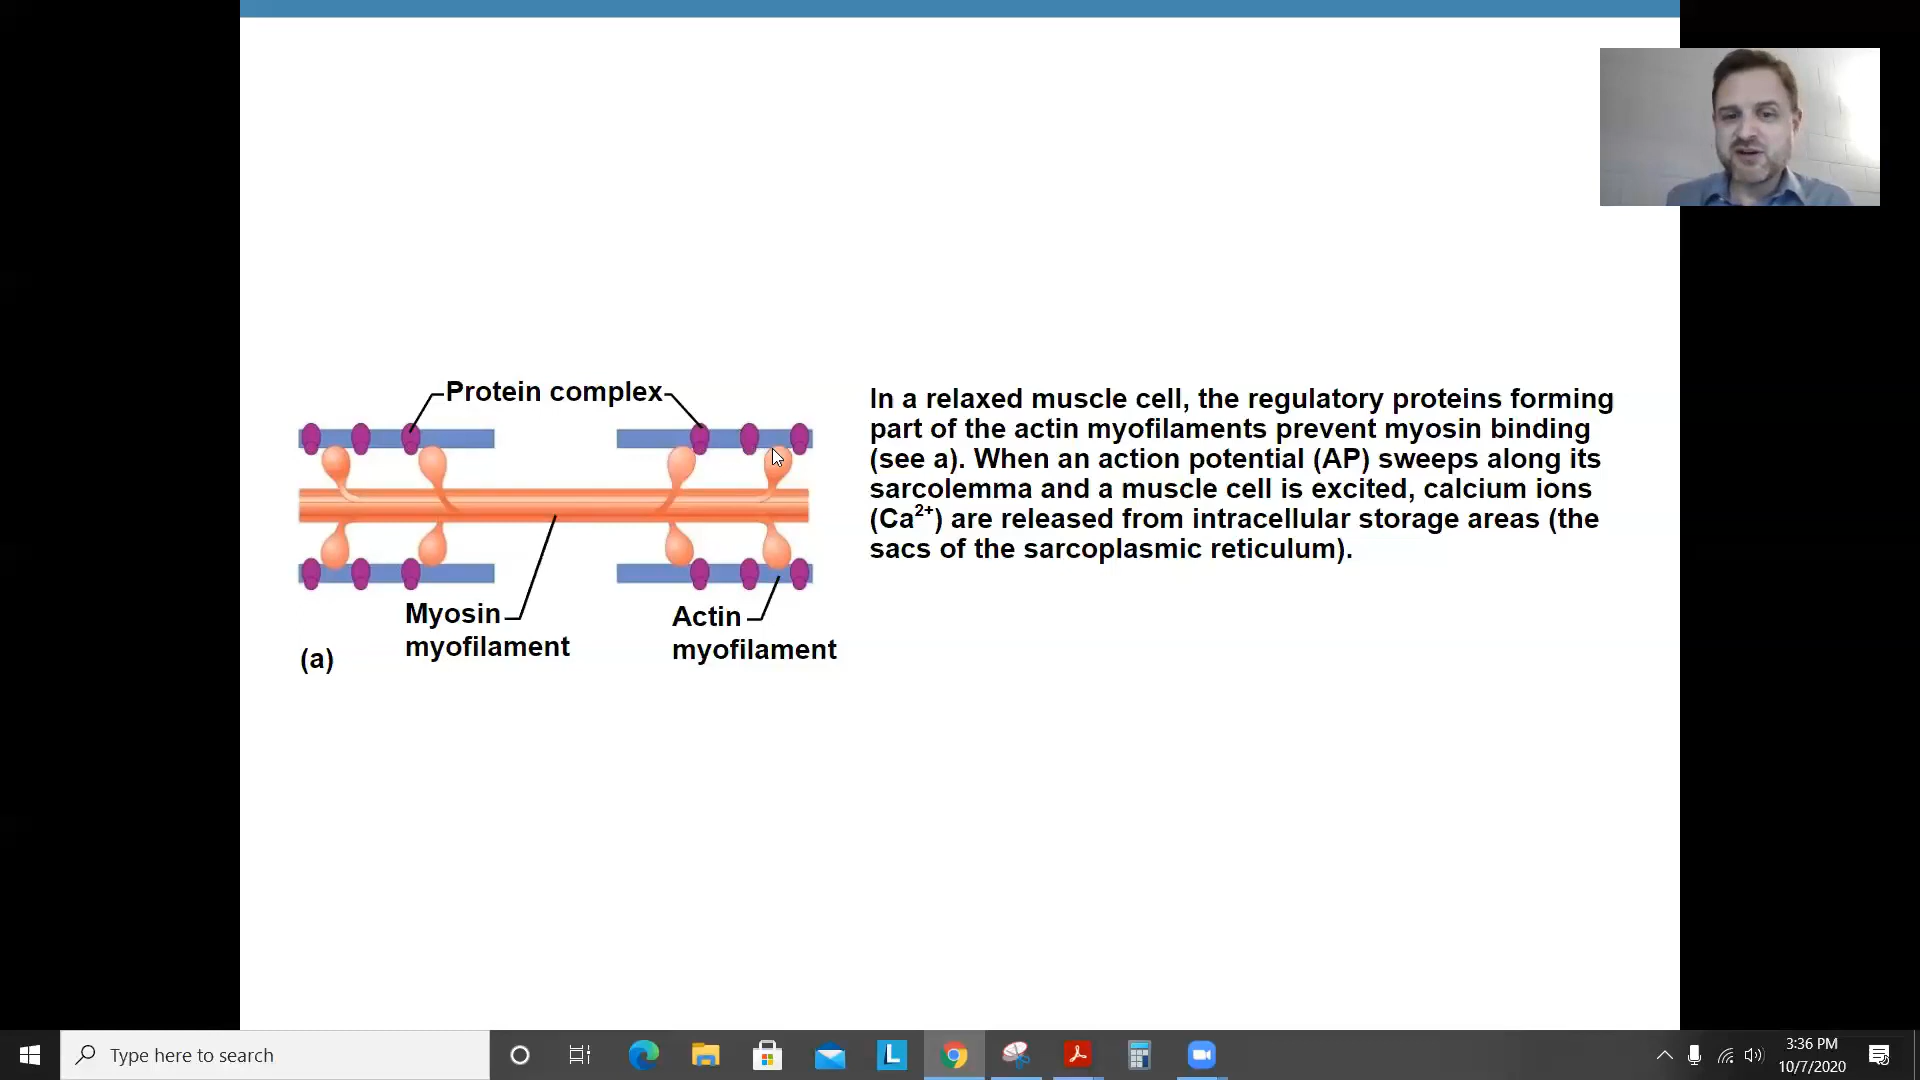 Protein complex
In a relaxed muscle cell, the regulatory proteins forming
part of the actin myofilaments prevent myosin binding
(see a). When an action potential (AP) sweeps along its
sarcolemma and a muscle cell is excited, calcium ions
(Ca2+) are released from intracellular storage areas (the
sacs of the sarcoplasmic reticulum).
Myosin
myofilament
Actin
myofilament
(a)
Type here to search
L
3:36 PM
10/7/2020